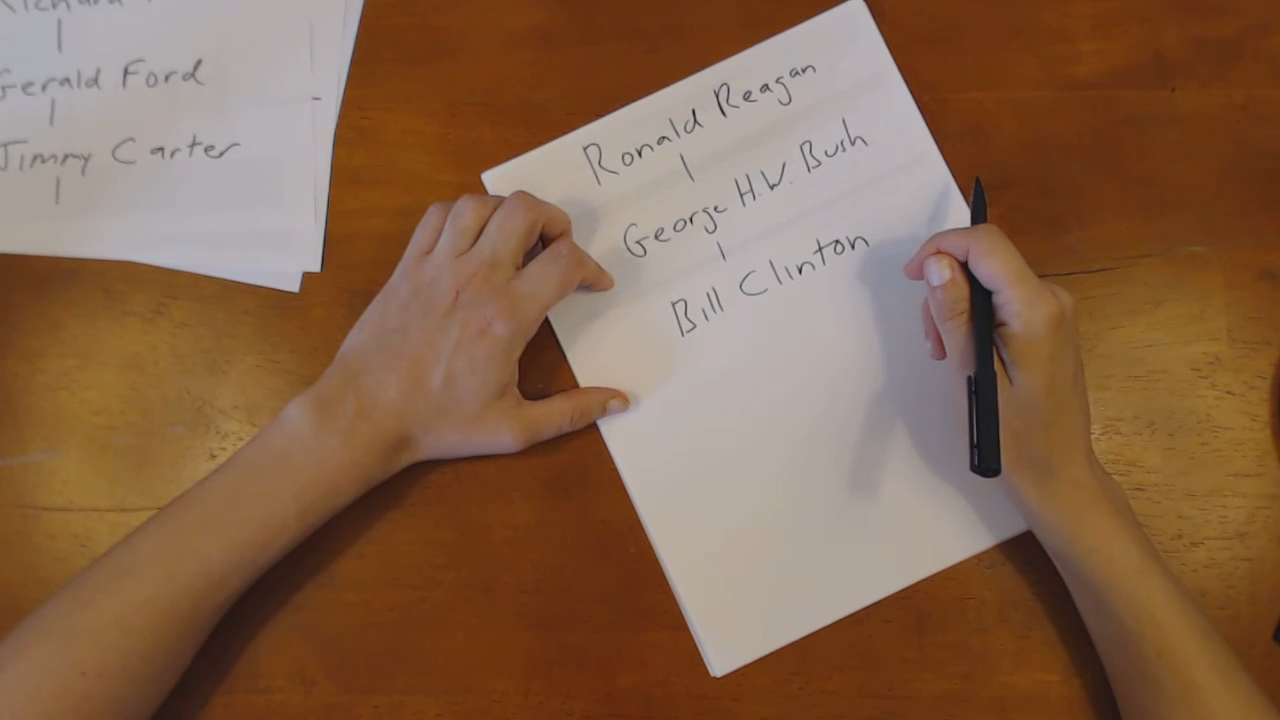 Gerald Ford
Jimmy Carter
Ronald Reagan
George H.W. Bush
Bill Clinton